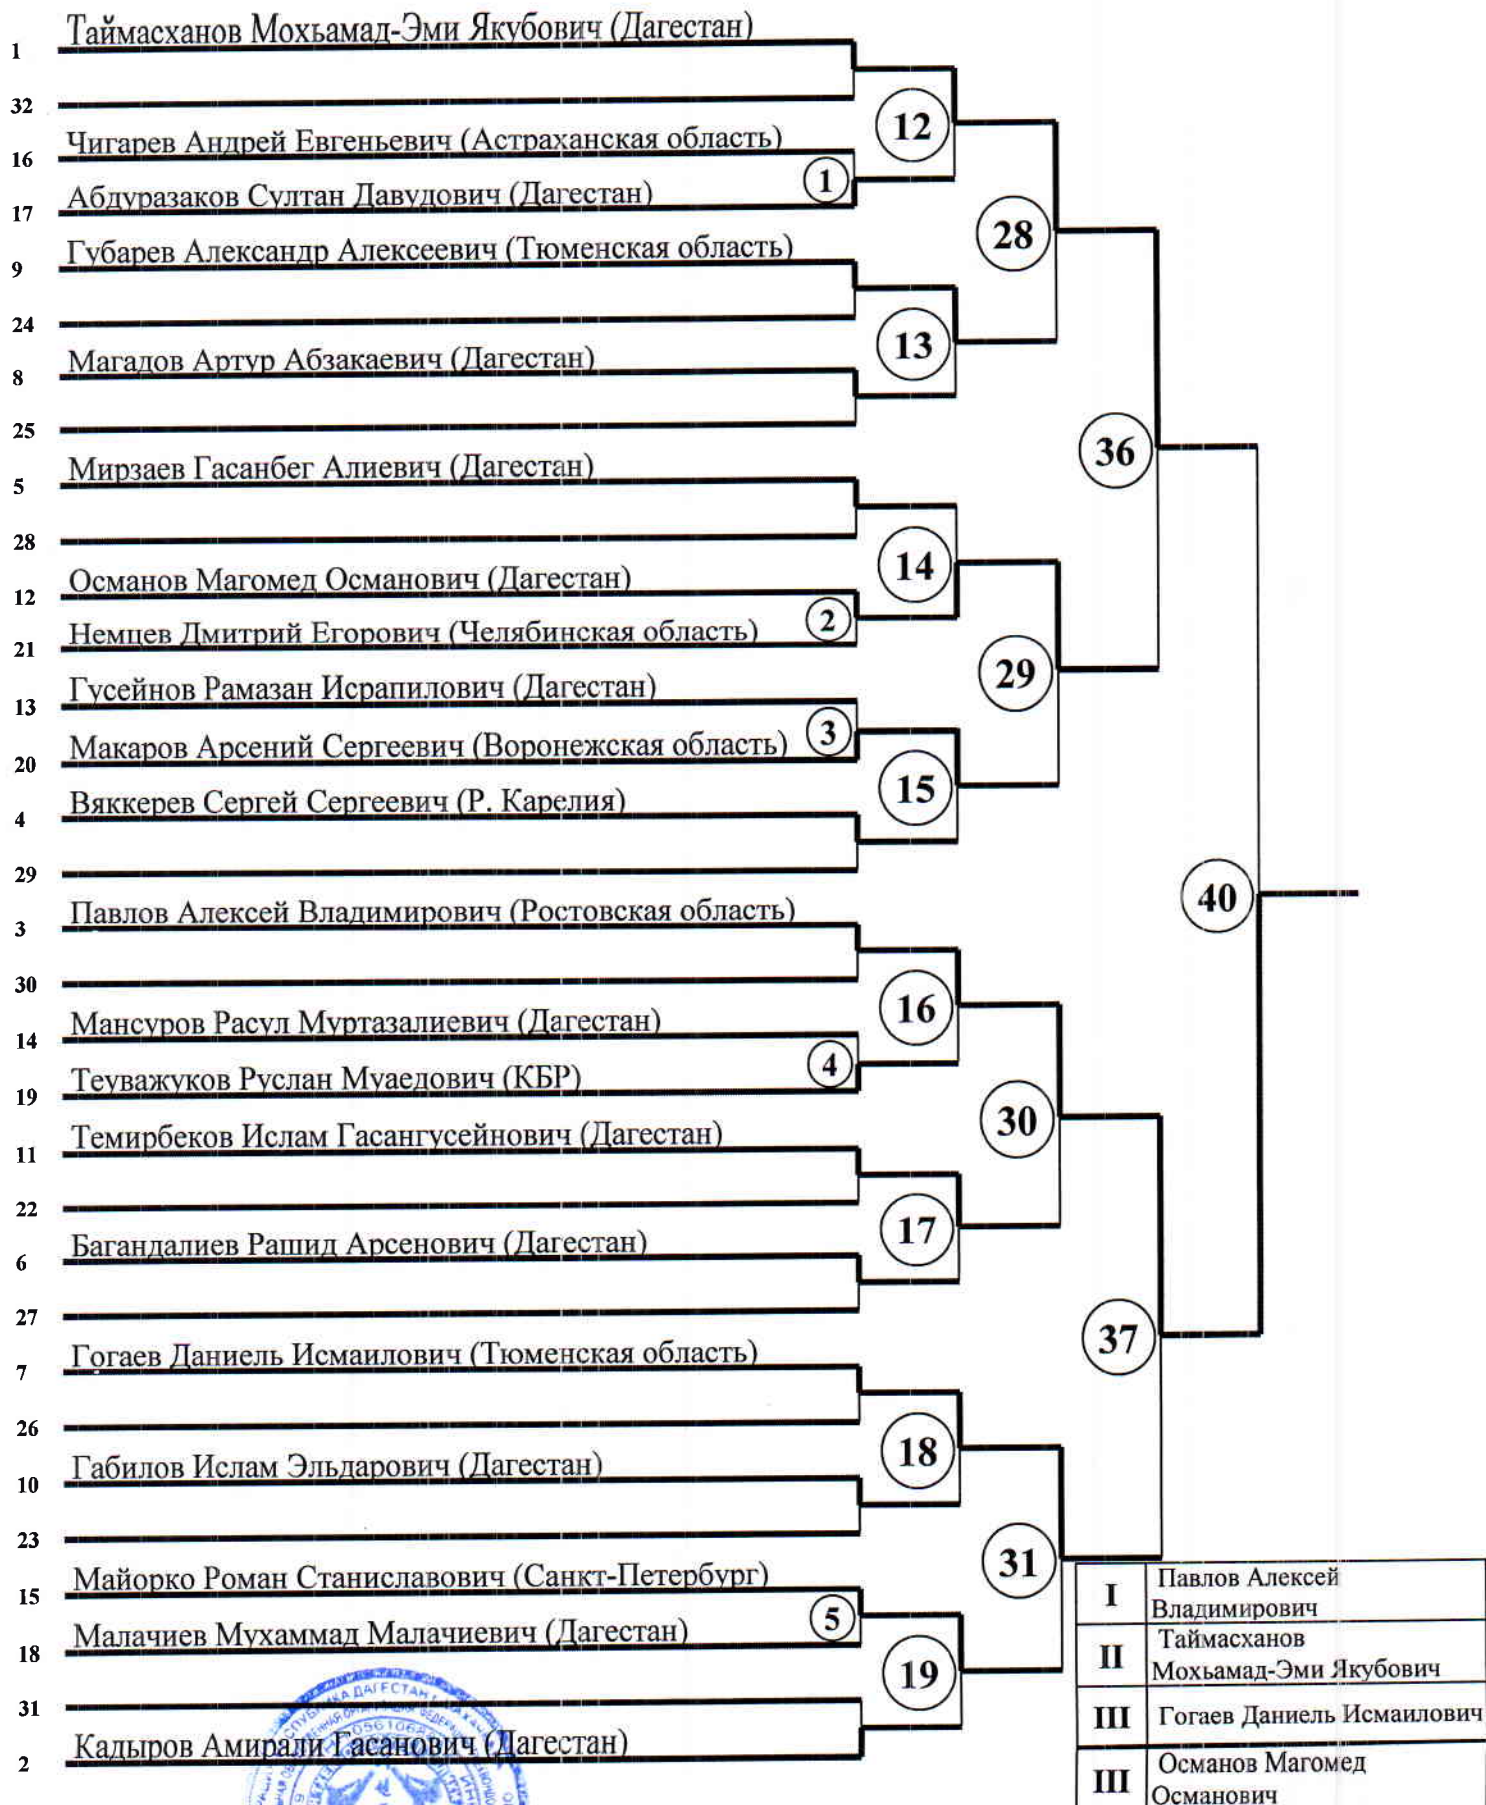 Таймасханов Мохьамад-Эми Якубович (Дагестан)
1
32
12
Чигарев Андрей Евгеньевич (Астраханская область)
16
1
Абдуразаков Султан Давудович (Дагестан)
17
28
Губарев Александр Алексеевич (Тюменская область)
9
24
13
Магадов Артур Абзакаевич (Дагестан)
8
25
36
Мирзаев Гасанбег Алиевич (Дагестан)
5
28
14
Османов Магомед Османович (Дагестан)
12
2
Немцев Дмитрий Егорович (Челябинская область)
21
29
Гусейнов Рамазан Исрапилович (Дагестан)
13
3
Макаров Арсений Сергеевич (Воронежская область)
20
15
Вяккерев Сергей Сергеевич (Р. Карелия)
4
29
40
Павлов Алексей Владимирович (Ростовская область)
3
30
16
Мансуров Расул Муртазалиевич (Дагестан)
14
4
Теуважуков Руслан Муаедович (КБР)
19
30
Темирбеков Ислам Гасангусейнович (Дагестан)
11
22
17
Багандалиев Рашид Арсенович (Дагестан)
6
27
37
Гогаев Даниель Исмаилович (Тюменская область)
7
26
18
Габилов Ислам Эльдарович (Дагестан)
10
23
31
Майорко Роман Станиславович (Санкт-Петербург)
15
5
Малачиев Мухаммад Малачиевич (Дагестан)
18
19
31
Кадыров Амирали Гасанович (Дагестан)
2
I Павлов Алексей
Владимирович
II Таймасханов
Мохьамад-Эми Якубович
III Гогаев Даниель Исмаилович
III Османов Магомед
Османович